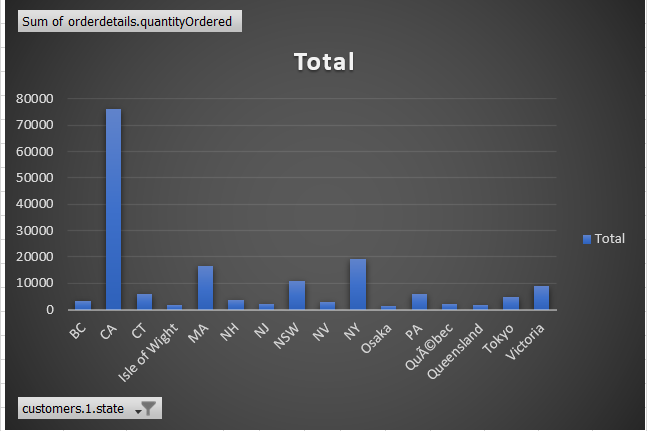 Sum of orderdetails.quantityOrdered
Total
80000
70000
60000
50000
40000
30000
20000
10000
0
BC
CA
CT
Isle of Wight
MA
NH
NJ
NSW
NV
NY
Osaka
PA
QuÃ©bec
Queensland
Tokyo
Victoria
Total
customers.1.state